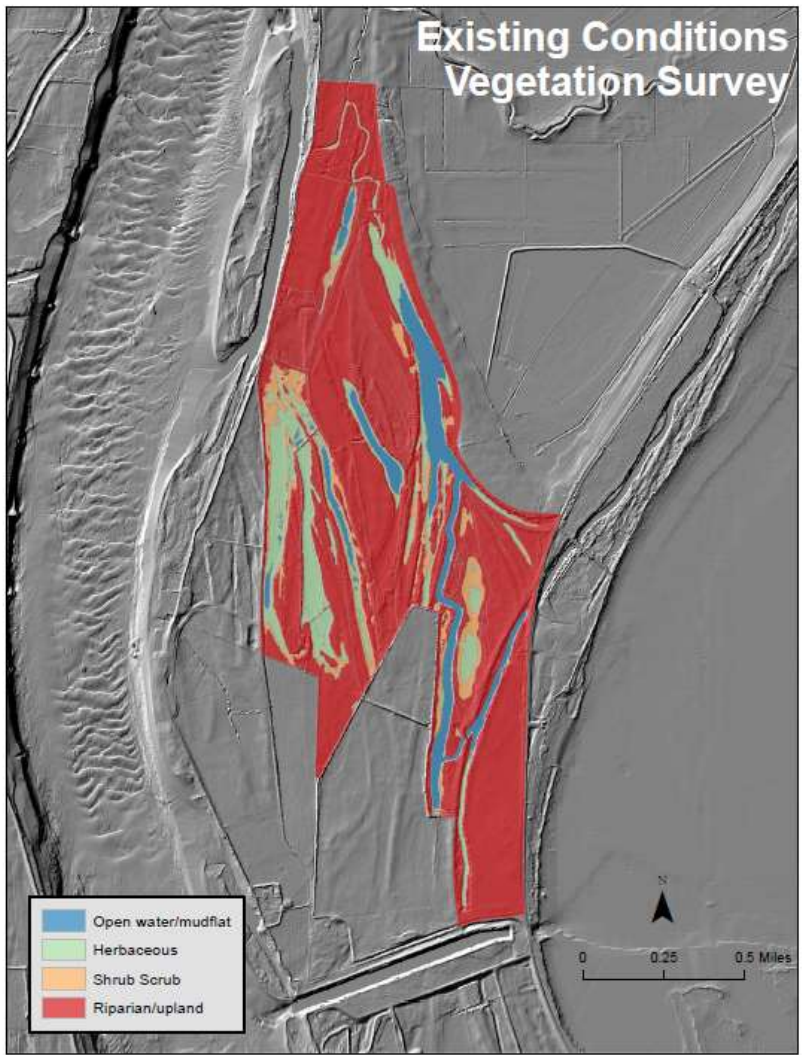 Existing Conditions
Vegetation Survey
Open water/mudflat
Herbaceous
Shrub Scrub
Riparian/upland
N
0 0.25 0.5 Miles